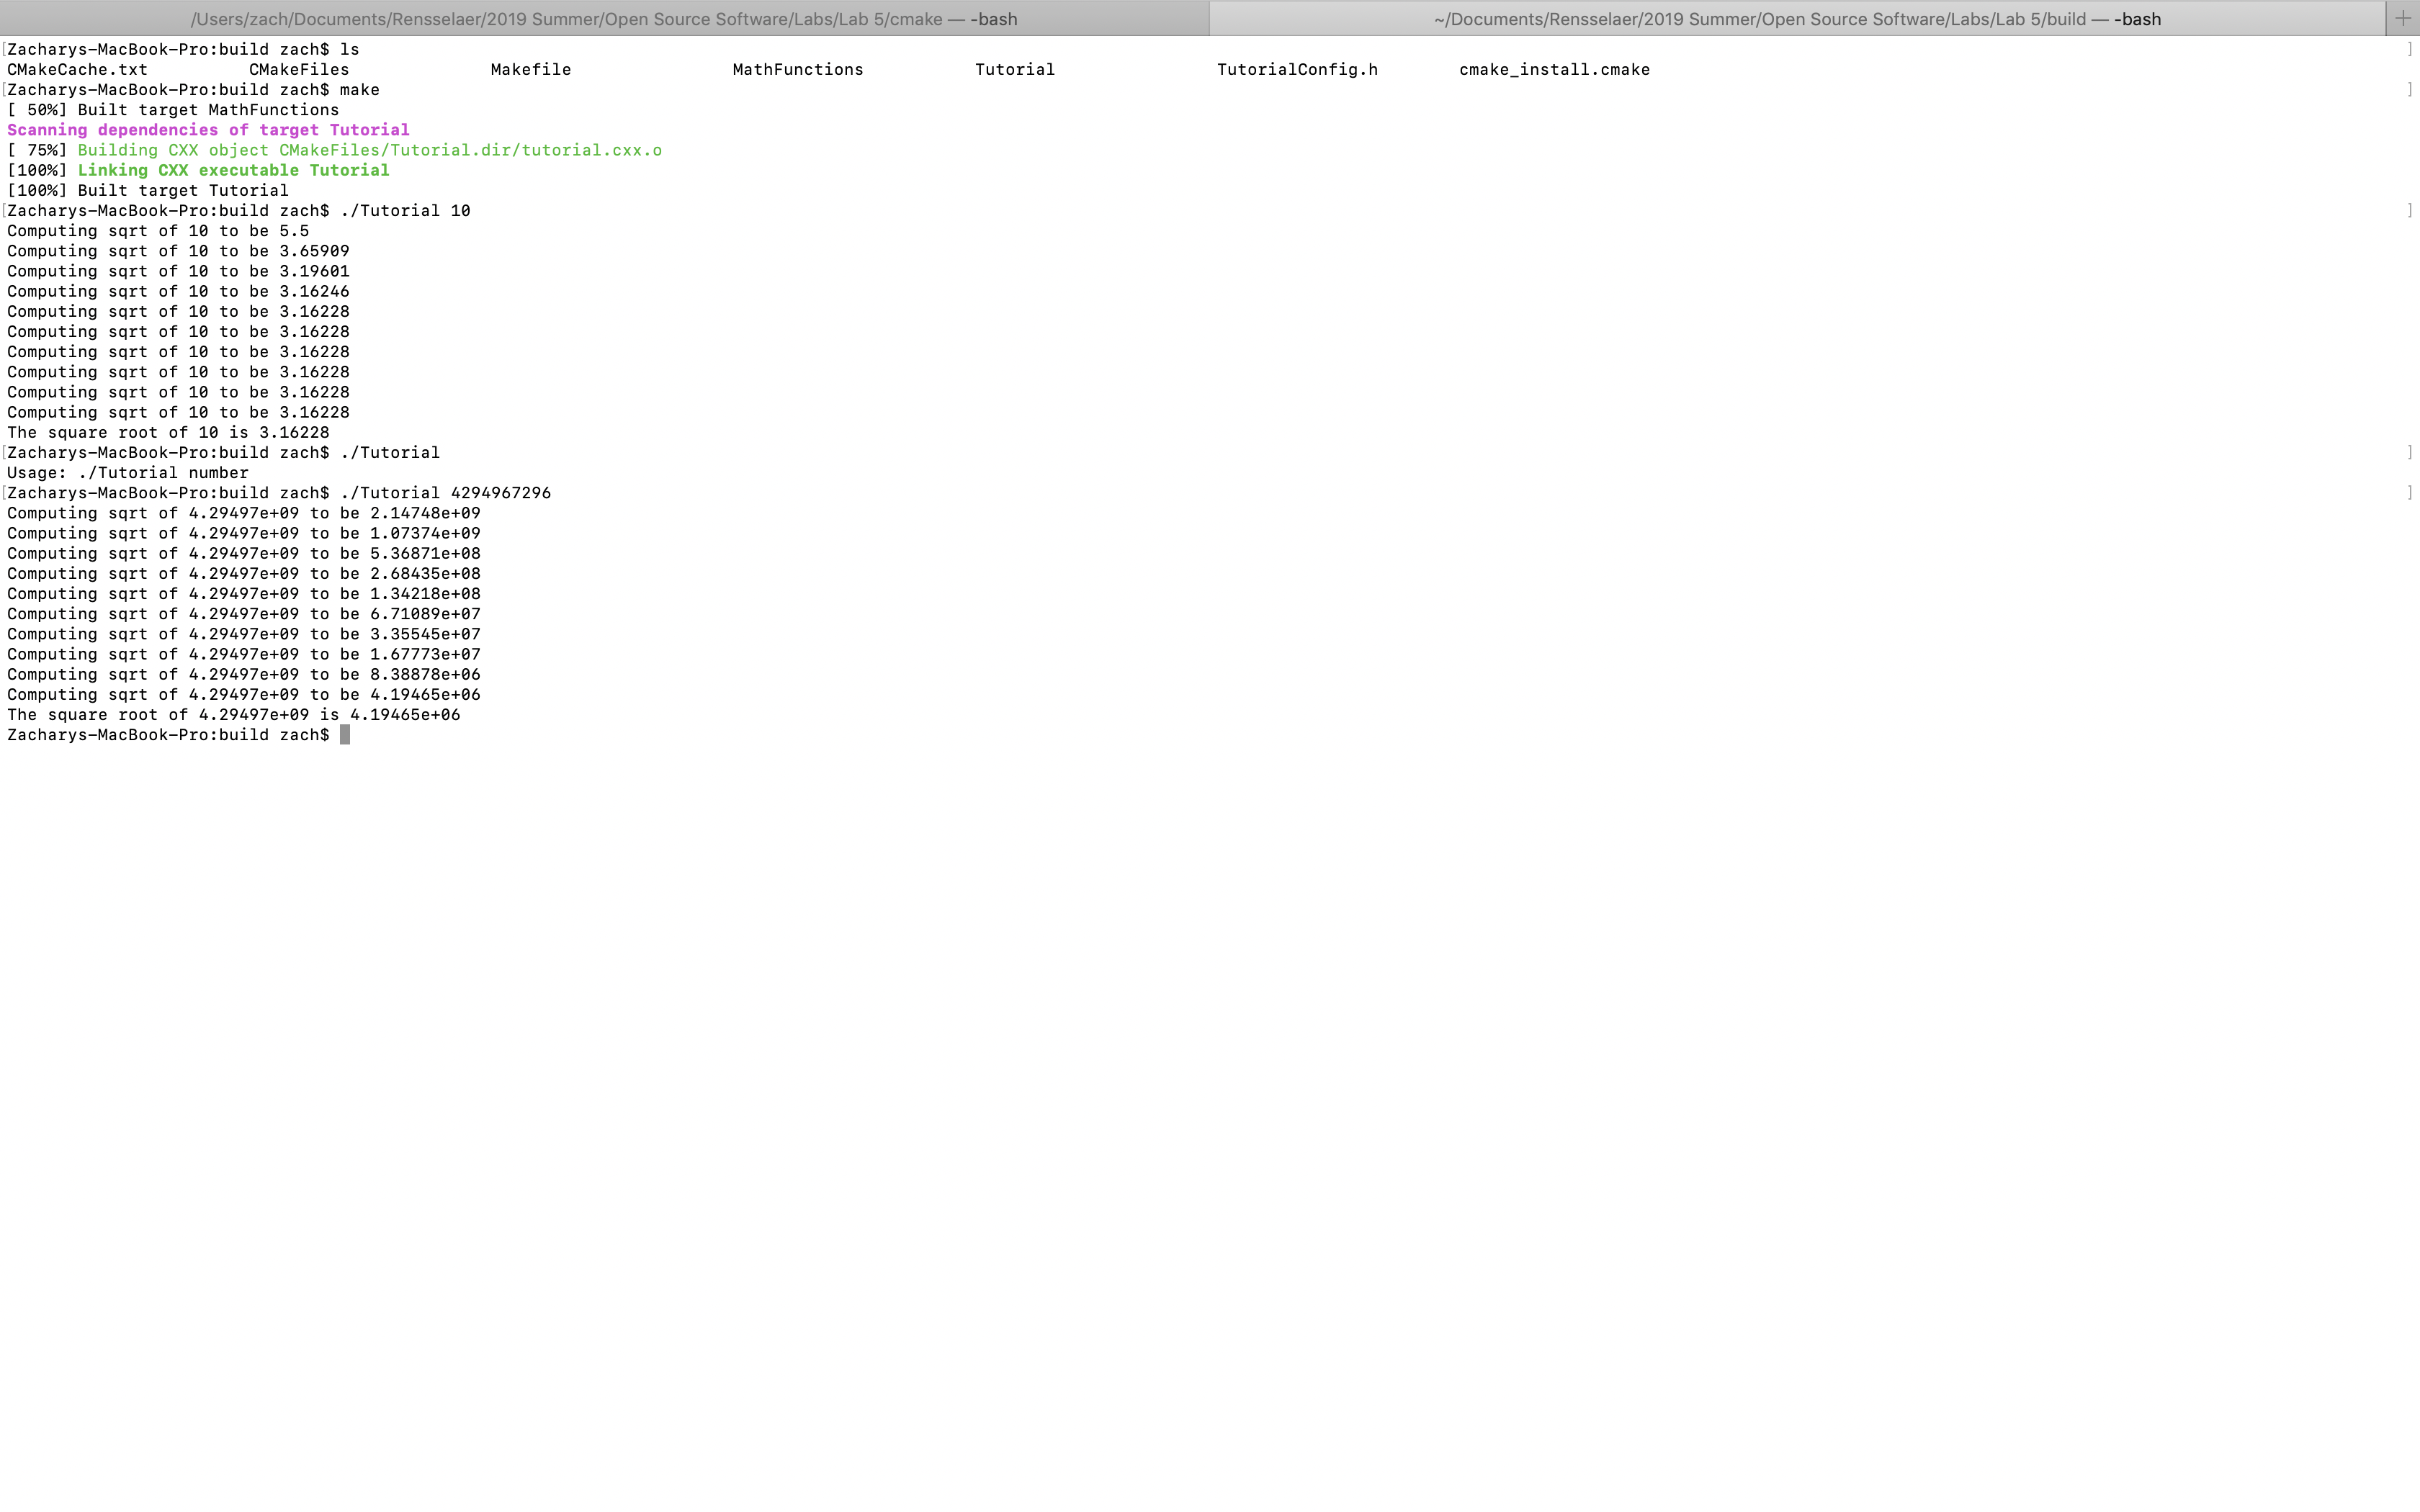 /Users/zach/Documents/Rensselaer/2019 Summer/Open Source Software/Labs/Lab 5/cmake — -bash
~/Documents/Rensselaer/2019 Summer/Open Source Software/Labs/Lab 5/build — -bash
[Zacharys-MacBook-Pro:build zach$ ls ]
CMakeCache.txt CMakeFiles Makefile MathFunctions Tutorial TutorialConfig.h cmake_install.cmake
[Zacharys-MacBook-Pro:build zach$ make ]
[ 50%] Built target MathFunctions
Scanning dependencies of target Tutorial
[ 75%] Building CXX object CMakeFiles/Tutorial.dir/tutorial.cxx.o
[100%] Linking CXX executable Tutorial
[100%] Built target Tutorial
[Zacharys-MacBook-Pro:build zach$ ./Tutorial 10 ]
Computing sqrt of 10 to be 5.5
Computing sqrt of 10 to be 3.65909
Computing sqrt of 10 to be 3.19601
Computing sqrt of 10 to be 3.16246
Computing sqrt of 10 to be 3.16228
Computing sqrt of 10 to be 3.16228
Computing sqrt of 10 to be 3.16228
Computing sqrt of 10 to be 3.16228
Computing sqrt of 10 to be 3.16228
Computing sqrt of 10 to be 3.16228
The square root of 10 is 3.16228
[Zacharys-MacBook-Pro:build zach$ ./Tutorial ]
Usage: ./Tutorial number
[Zacharys-MacBook-Pro:build zach$ ./Tutorial 4294967296 ]
Computing sqrt of 4.29497e+09 to be 2.14748e+09
Computing sqrt of 4.29497e+09 to be 1.07374e+09
Computing sqrt of 4.29497e+09 to be 5.36871e+08
Computing sqrt of 4.29497e+09 to be 2.68435e+08
Computing sqrt of 4.29497e+09 to be 1.34218e+08
Computing sqrt of 4.29497e+09 to be 6.71089e+07
Computing sqrt of 4.29497e+09 to be 3.35545e+07
Computing sqrt of 4.29497e+09 to be 1.67773e+07
Computing sqrt of 4.29497e+09 to be 8.38878e+06
Computing sqrt of 4.29497e+09 to be 4.19465e+06
The square root of 4.29497e+09 is 4.19465e+06
Zacharys-MacBook-Pro:build zach$